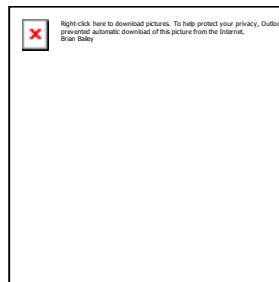 Right-click here to download pictures. To help protect your privacy, Outloo
prevented automatic download of this picture from the Internet.
Brian Bailey